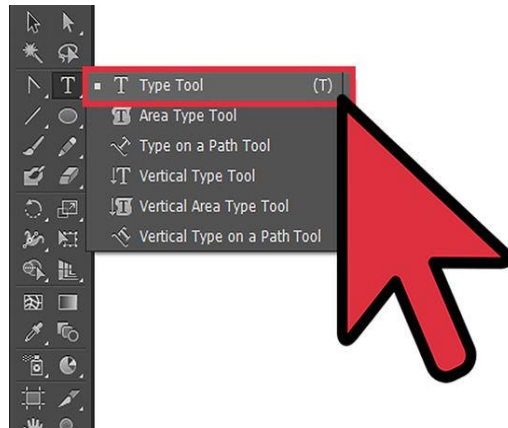 Type Tool (T)
Area Type Tool
Type on a Path Tool
Vertical Type Tool
Vertical Area Type Tool
Vertical Type on a Path Tool